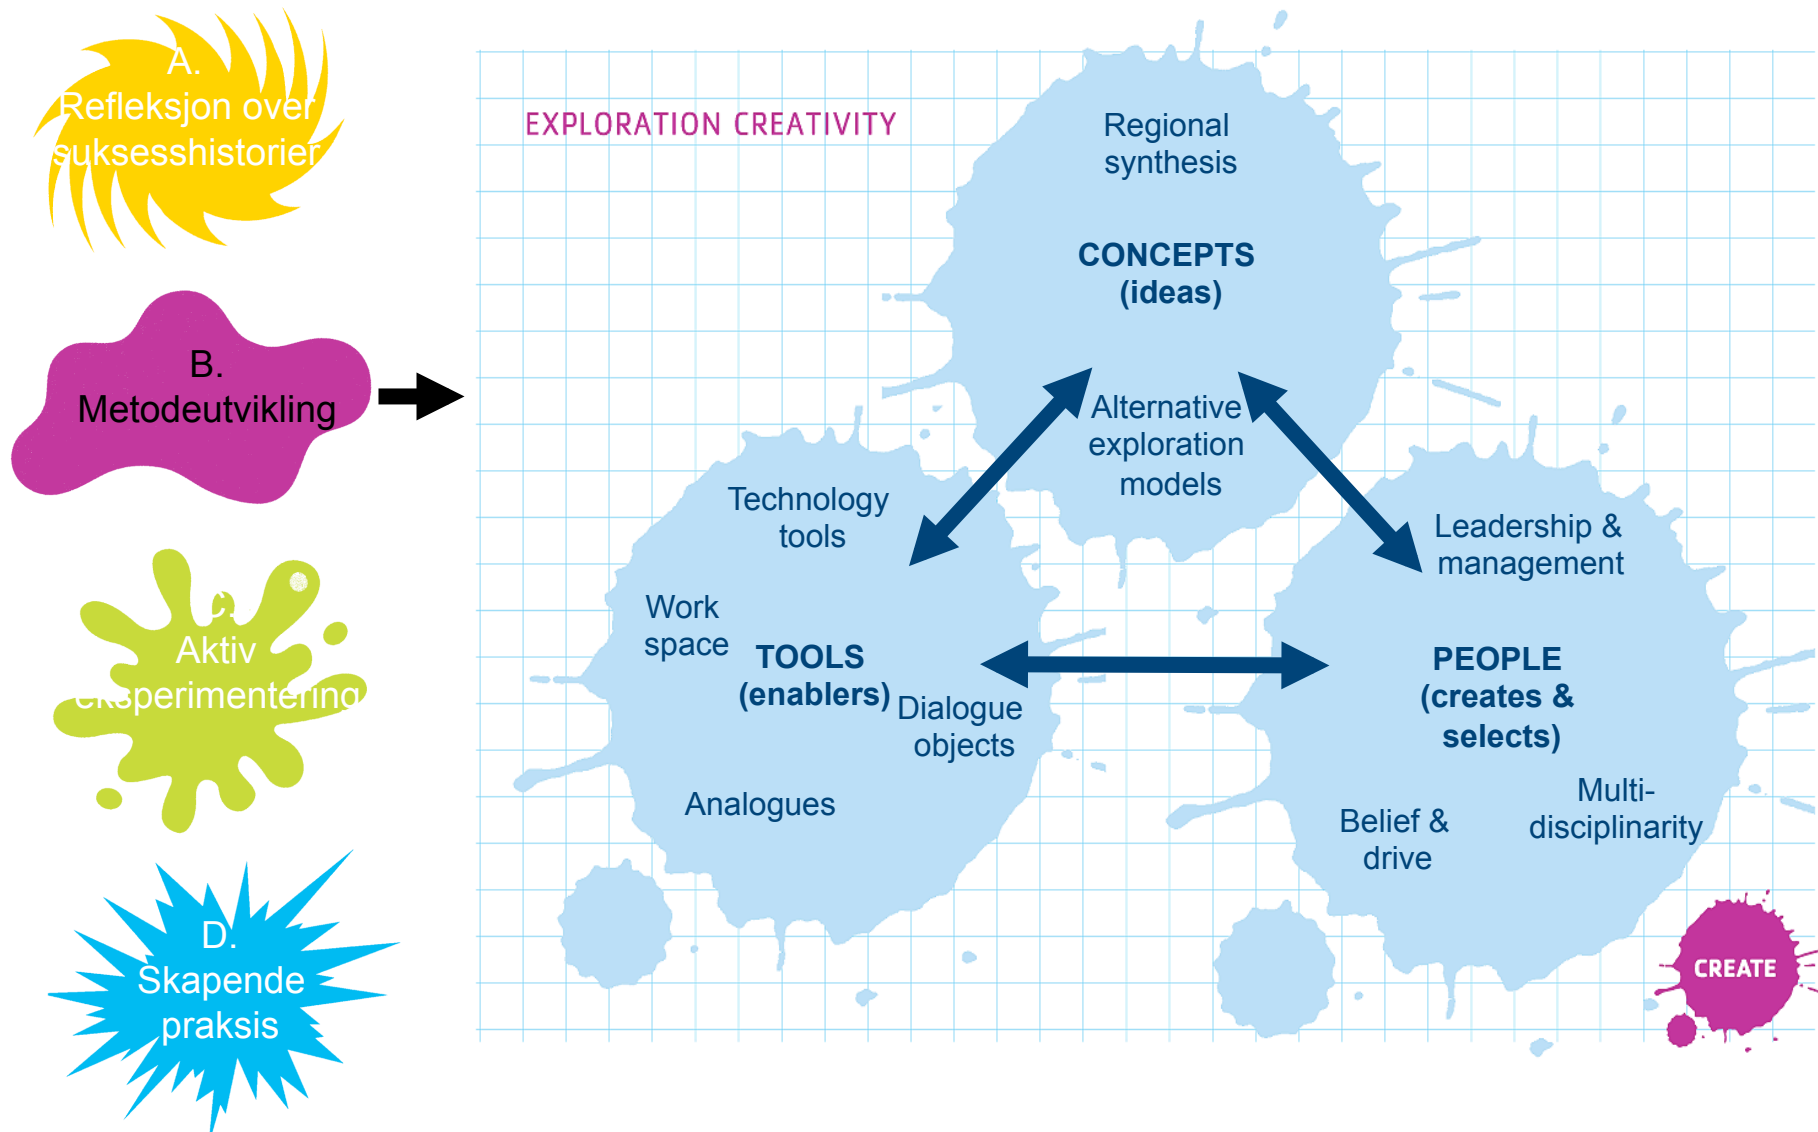 A.
Refleksjon over
suksesshistorier
B.
Metodeutvikling
C.
Aktiv
eksperimentering
D.
Skapende
praksis
EXPLORATION CREATIVITY
Regional
synthesis
CONCEPTS
(ideas)
Alternative
exploration
models
Technology
tools
Work
space
TOOLS
(enablers)
Dialogue
objects
Analogues
Leadership &
management
PEOPLE
(creates &
selects)
Belief &
drive
Multi-
disciplinarity
CREATE